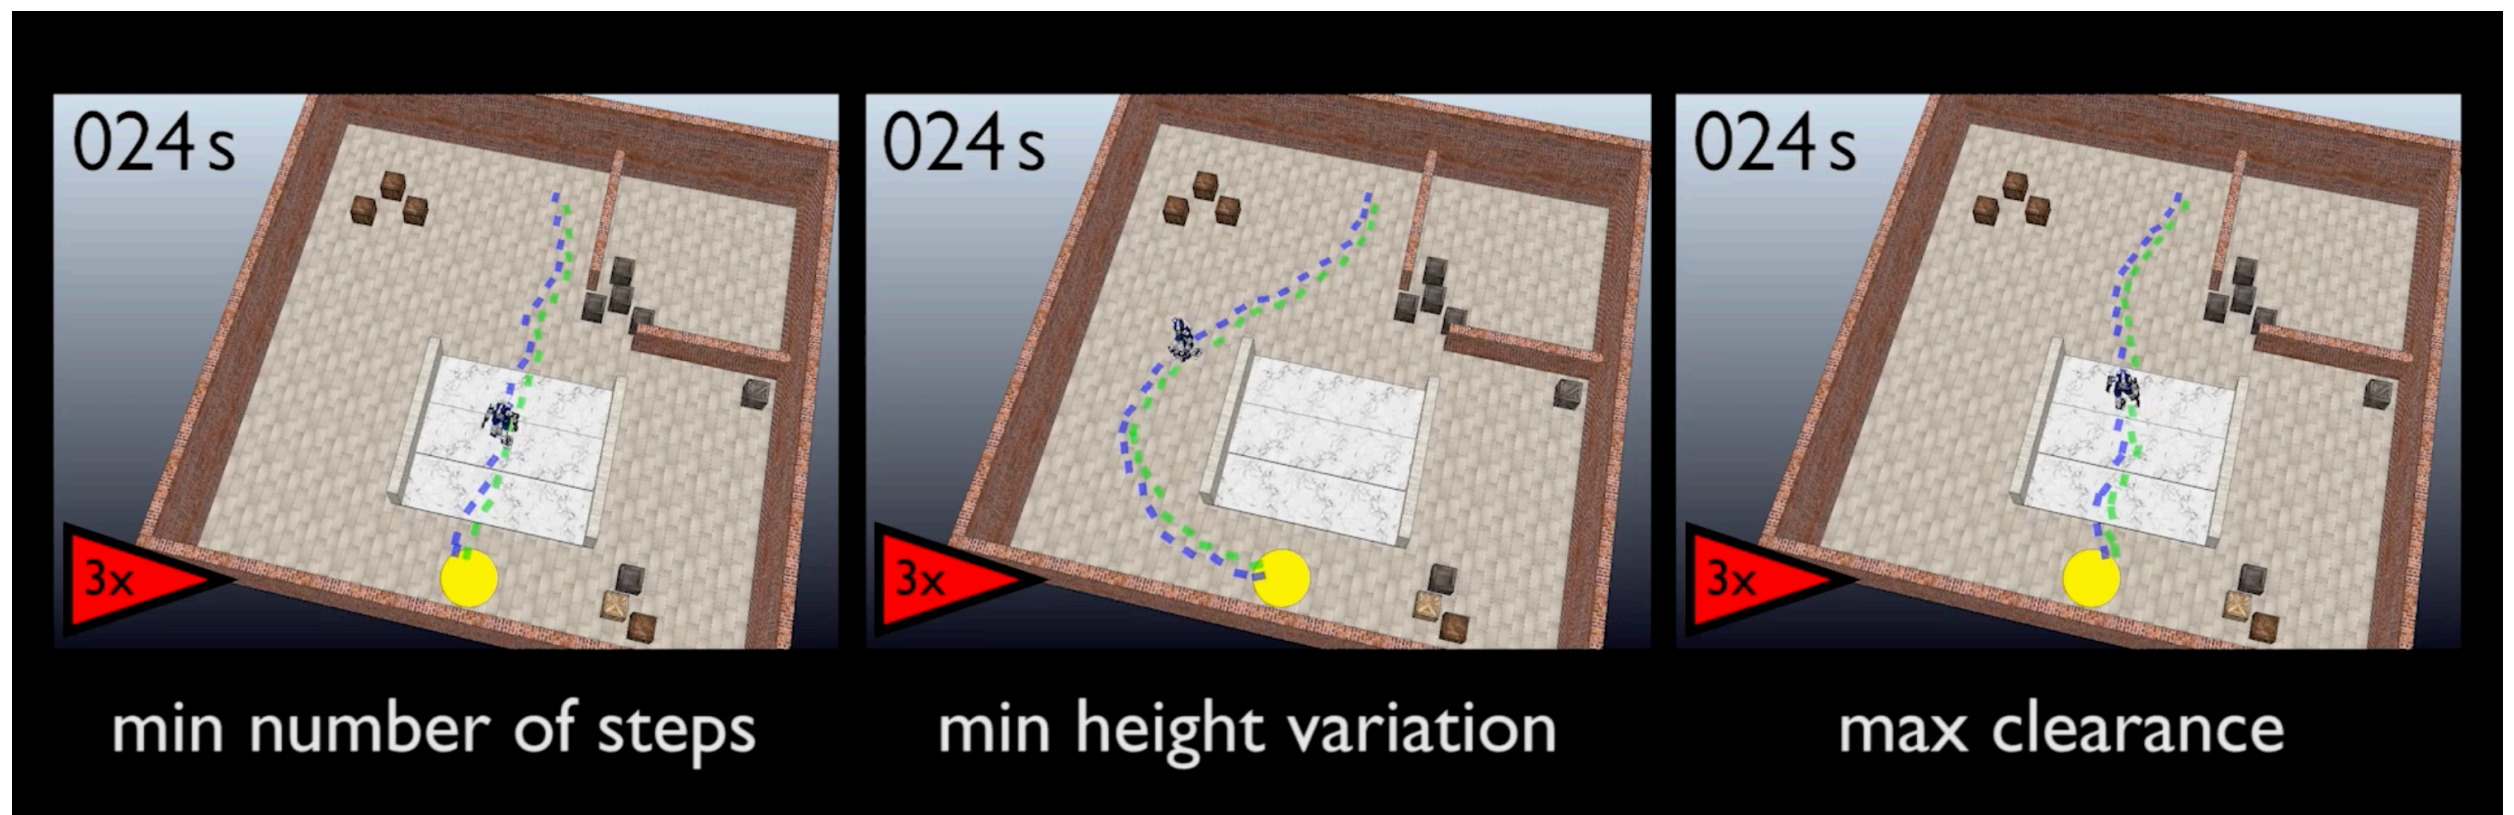 024 s
024 s
024 s
3x
3x
3x
min number of steps
min height variation
max clearance